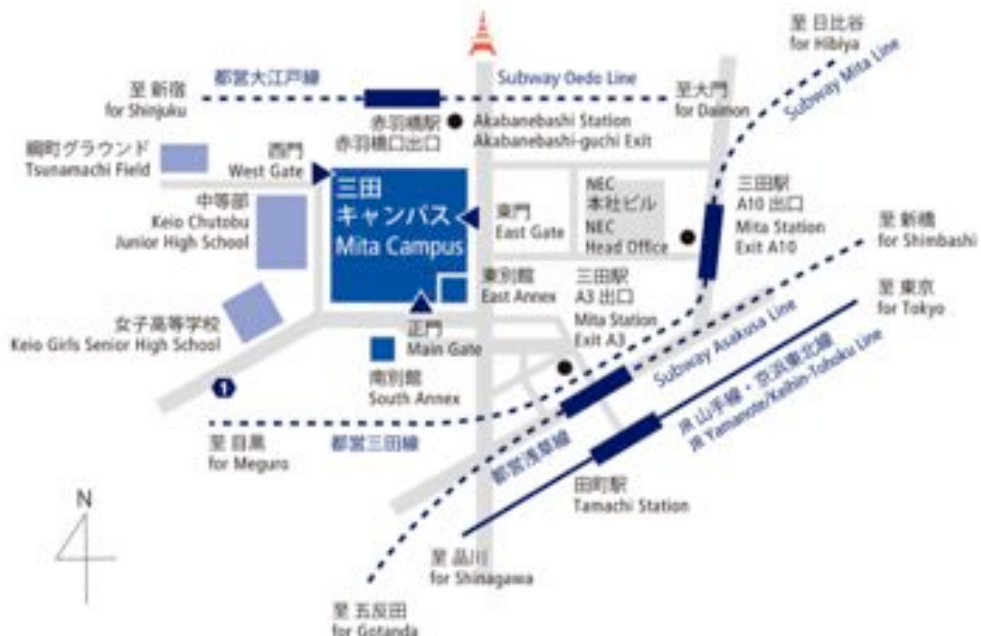 至 日比谷
for Hibiya
都営大江戸線
Subway Oedo Line
Subway Mita Line
至 新宿
for Shinjuku
至大門
for Daimon
赤羽橋駅
赤羽橋口出口
Akabanebashi Station
Akabanebashi-guchi Exit
綱町グラウンド
Tsunamachi Field
西門
West Gate
三田
キャンパス
Mita Campus
中等部
Keio Chutobu
Junior High School
東門
East Gate
NEC
本社ビル
NEC
Head Office
三田駅
A10 出口
Mita Station
Exit A10
至 新橋
for Shimbashi
東別館
East Annex
三田駅
A3 出口
Mita Station
Exit A3
至 東京
for Tokyo
女子高等学校
Keio Girls Senior High School
正門
Main Gate
南別館
South Annex
1
Subway Asakusa Line
都営浅草線
JR 山手線・京浜東北線
JR Yamanote/Keihin-Tohoku Line
至 目黒
for Meguro
都営三田線
田町駅
Tamachi Station
N
至 品川
for Shinagawa
至 五反田
for Gotanda